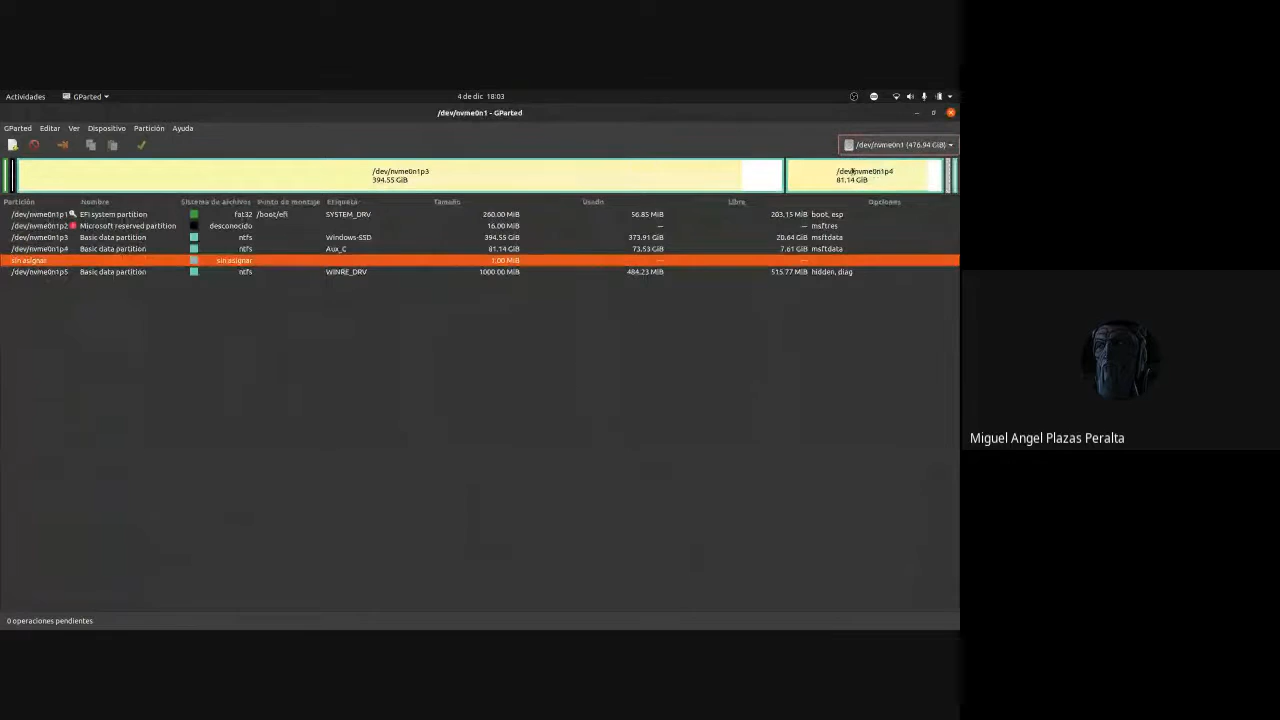 Actividades GParted 4 de dic 18:03
/dev/nvme0n1 - GParted
GParted Editar Ver Dispositivo Partición Ayuda
/dev/nvme0n1 (476.94 GiB)
/dev/nvme0n1p3
394.55 GiB
/dev/nvme0n1p4
81.14 GiB
Partición Nombre Sistema de archivos Punto de montaje Etiqueta Tamaño Usado Libre Opciones
/dev/nvme0n1p1 EFI system partition fat32 /boot/efi SYSTEM_DRV 260.00 MiB 56.85 MiB 203.15 MiB boot, esp
/dev/nvme0n1p2 Microsoft reserved partition desconocido 16.00 MiB — — msftres
/dev/nvme0n1p3 Basic data partition ntfs Windows-SSD 394.55 GiB 373.91 GiB 20.64 GiB msftdata
/dev/nvme0n1p4 Basic data partition ntfs Aux_C 81.14 GiB 73.53 GiB 7.61 GiB msftdata
sin asignar sin asignar 1.00 MiB — —
/dev/nvme0n1p5 Basic data partition ntfs WINRE_DRV 1000.00 MiB 484.23 MiB 515.77 MiB hidden, diag
Miguel Angel Plazas Peralta
0 operaciones pendientes